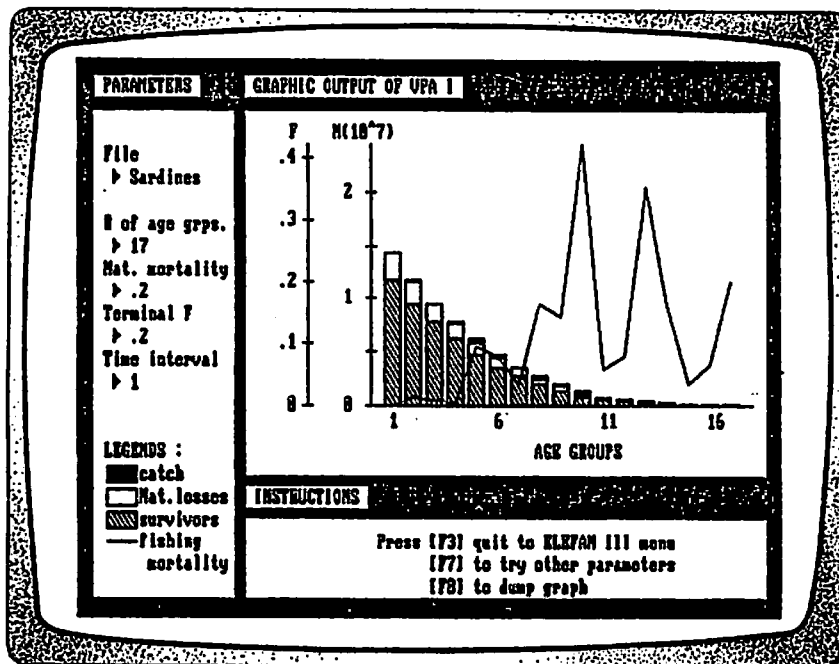 PARAMETERS
GRAPHIC OUTPUT OF VPA I
File
Sardines
# of age grps.
17
Nat. mortality
.2
Terminal F
.2
Time interval
1
LEGENDS :
catch
Nat.losses
survivors
fishing
mortality
F N(10^7)
.4
.3
.2
.1
0
2
1
0
1 6 11 16
AGE GROUPS
INSTRUCTIONS
Press [F3] quit to ELEFAN III menu
[F7] to try other parameters
[F8] to dump graph